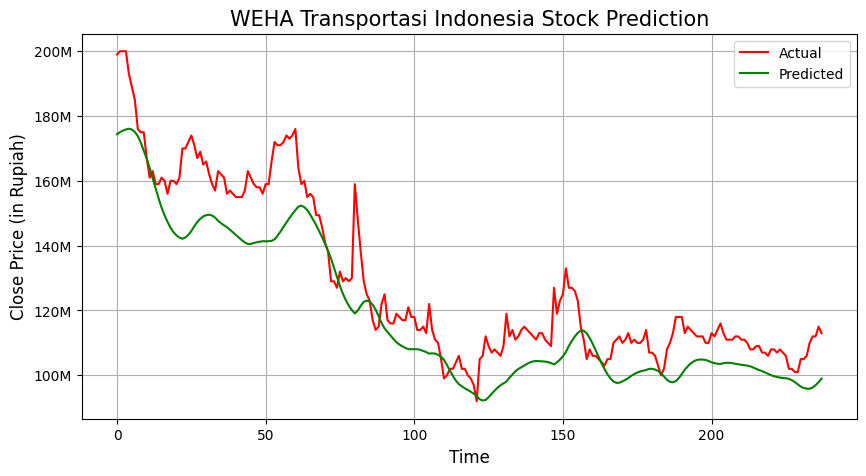 WEHA Transportasi Indonesia Stock Prediction
Actual
Predicted
Close Price (in Rupiah)
200M
180M
160M
140M
120M
100M
0 50 100 150 200
Time